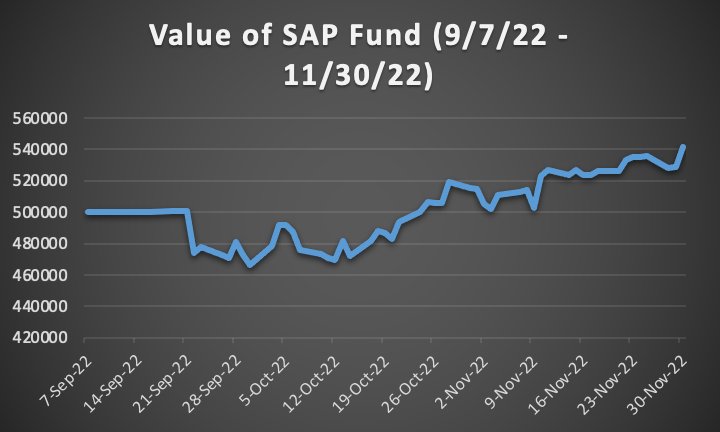 Value of SAP Fund (9/7/22 -
11/30/22)
560000
540000
520000
500000
480000
460000
440000
420000
7-Sep-22
14-Sep-22
21-Sep-22
28-Sep-22
5-Oct-22
12-Oct-22
19-Oct-22
26-Oct-22
2-Nov-22
9-Nov-22
16-Nov-22
23-Nov-22
30-Nov-22